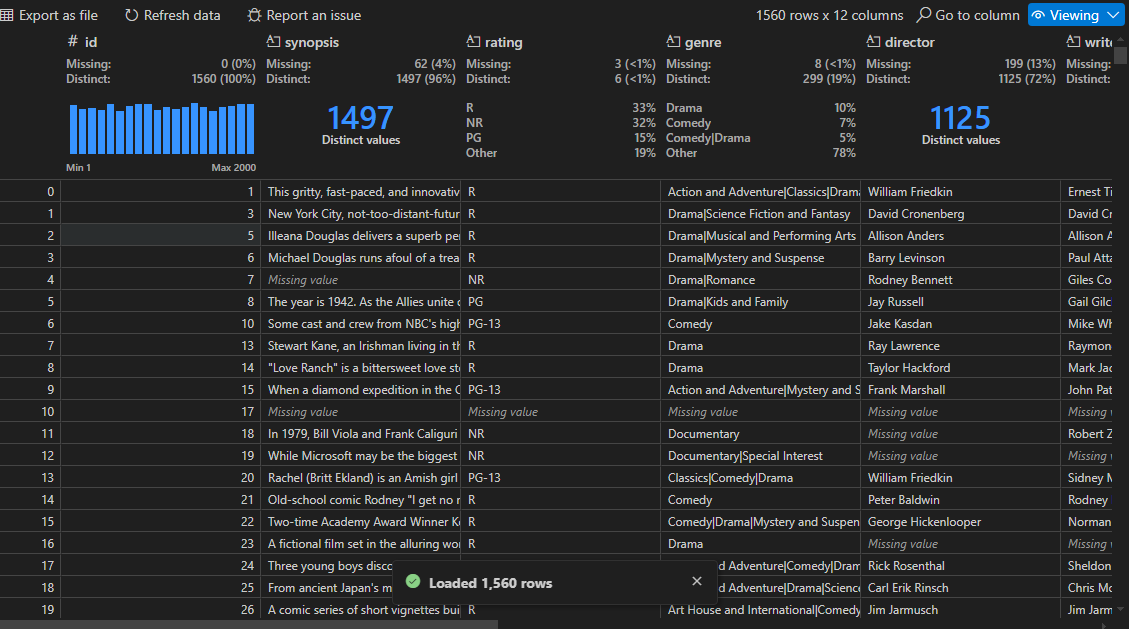 Export as file Refresh data Report an issue 1560 rows x 12 columns Go to column Viewing
# id synopsis rating genre director
Missing: 0 (0%) Missing: 62 (4%) Missing: 3 (<1%) Missing: 8 (<1%) Missing: 199 (13%) Missing:
Distinct: 1560 (100%) Distinct: 1497 (96%) Distinct: 6 (<1%) Distinct: 299 (19%) Distinct: 1125 (72%) Distinct:
1497
Distinct values
R 33%
NR 32%
PG 15%
Other 19%
Drama 10%
Comedy 7%
Comedy|Drama 5%
Other 78%
1125
Distinct values
Min 1 Max 2000
0 1 This gritty, fast-paced, and innovativ R Action and Adventure|Classics|Drama William Friedkin Ernest Ti
1 3 New York City, not-too-distant-futur R Drama|Science Fiction and Fantasy David Cronenberg David Cr
2 5 Illeana Douglas delivers a superb pe R Drama|Musical and Performing Arts Allison Anders Allison A
3 6 Michael Douglas runs afoul of a trea R Drama|Mystery and Suspense Barry Levinson Paul Atta
4 7 Missing value NR Drama|Romance Rodney Bennett Giles Co
5 8 The year is 1942. As the Allies unite PG Drama|Kids and Family Jay Russell Gail Gilc
6 10 Some cast and crew from NBC's high PG-13 Comedy Jake Kasdan Mike Wh
7 13 Stewart Kane, an Irishman living in th R Drama Ray Lawrence Raymon
8 14 "Love Ranch" is a bittersweet love st R Drama Taylor Hackford Mark Jac
9 15 When a diamond expedition in the C PG-13 Action and Adventure|Mystery and S Frank Marshall John Pat
10 17 Missing value Missing value Missing value Missing value Missing
11 18 In 1979, Bill Viola and Frank Caliguri NR Documentary Missing value Robert Z
12 19 While Microsoft may be the biggest NR Documentary|Special Interest Missing value Missing
13 20 Rachel (Britt Ekland) is an Amish girl PG-13 Classics|Comedy|Drama William Friedkin Sidney M
14 21 Old-school comic Rodney "I get no r R Comedy Peter Baldwin Rodney
15 22 Two-time Academy Award Winner Ke R Comedy|Drama|Mystery and Suspen George Hickenlooper Norman
16 23 A fictional film set in the alluring wor R Drama Missing value Missing
17 24 Three young boys disco d Adventure|Comedy|Dram Rick Rosenthal Sheldon
18 25 From ancient Japan's m d Adventure|Drama|Science Carl Erik Rinsch Chris Mo
19 26 A comic series of short vignettes bui R Art House and International|Comedy Jim Jarmusch Jim Jarm
Loaded 1,560 rows